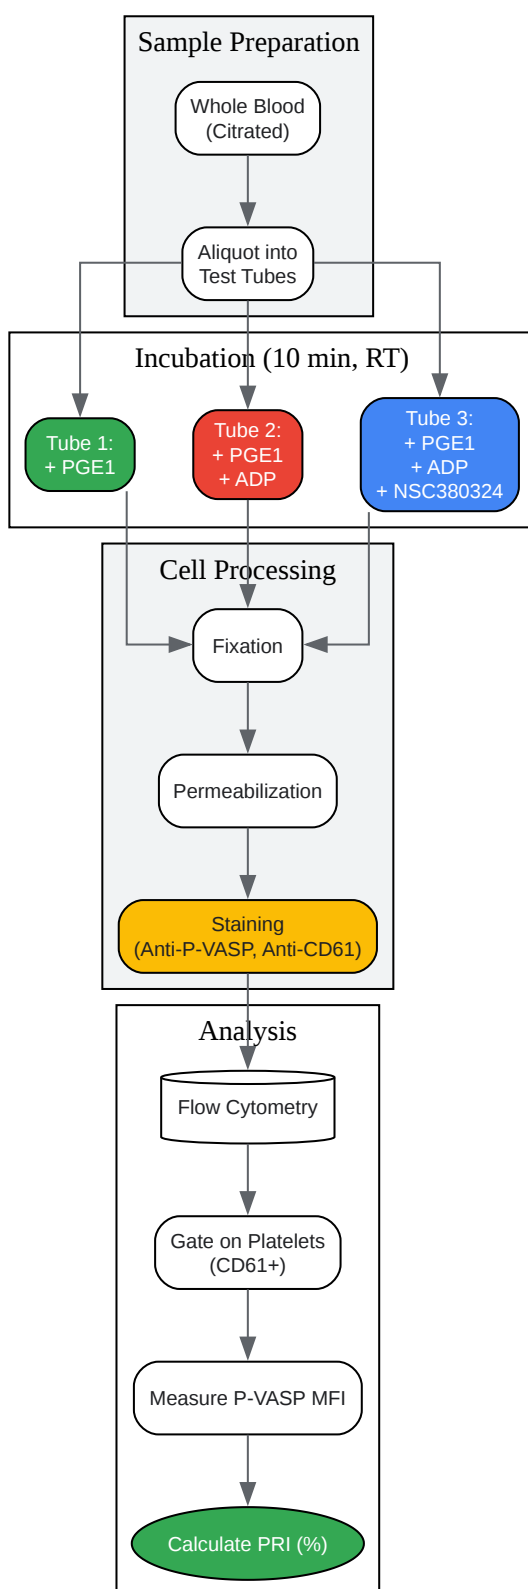 Sample Preparation
Whole Blood
(Citrated)
Aliquot into
Test Tubes
Incubation (10 min, RT)
Tube 1:
+ PGE1
Tube 2:
+ PGE1
+ ADP
Tube 3:
+ PGE1
+ ADP
+ NSC380324
Cell Processing
Fixation
Permeabilization
Staining
(Anti-P-VASP, Anti-CD61)
Analysis
Flow Cytometry
Gate on Platelets
(CD61+)
Measure P-VASP MFI
Calculate PRI (%)